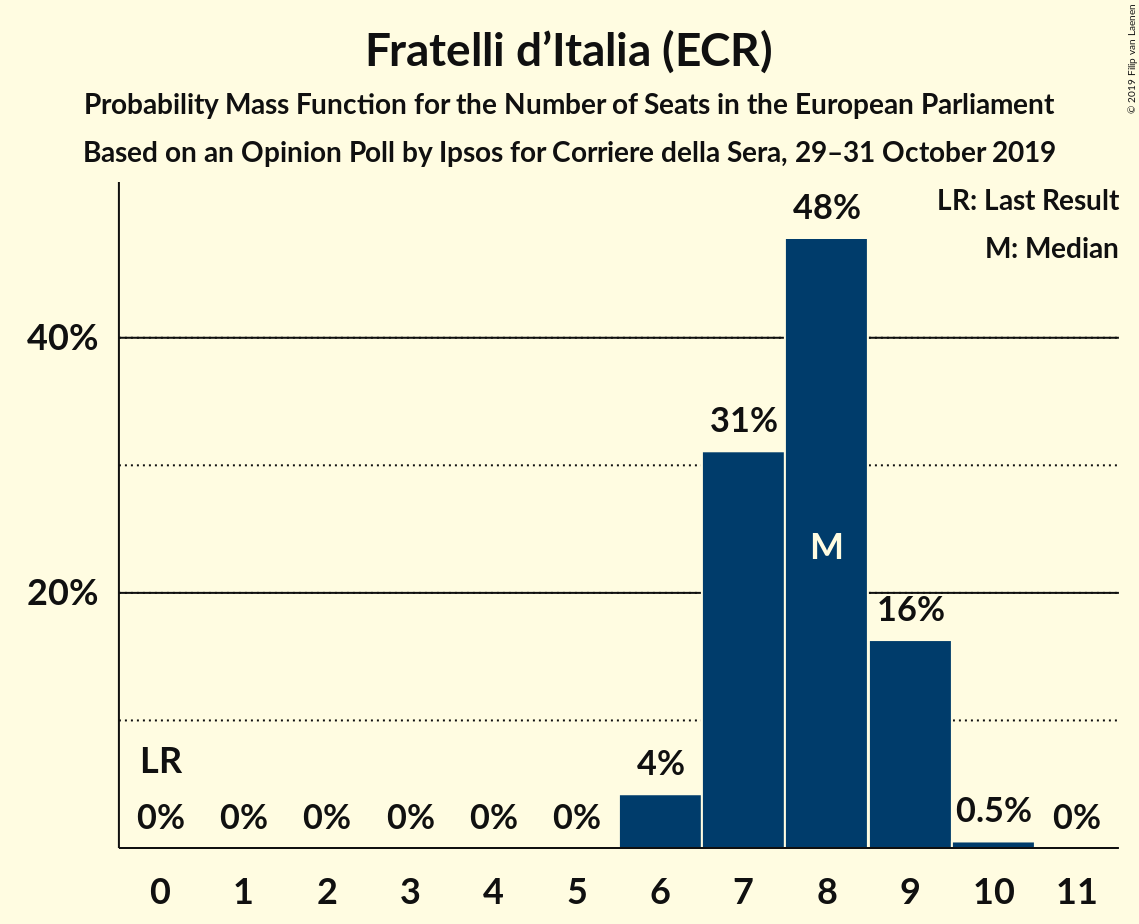 Fratelli d’Italia (ECR)
Probability Mass Function for the Number of Seats in the European Parliament
Based on an Opinion Poll by Ipsos for Corriere della Sera, 29–31 October 2019
© 2019 Filip van Laenen
LR: Last Result
M: Median
48%
40%
31%
M
20%
16%
LR
4%
0% 0% 0% 0% 0% 0% 0.5% 0%
0 1 2 3 4 5 6 7 8 9 10 11